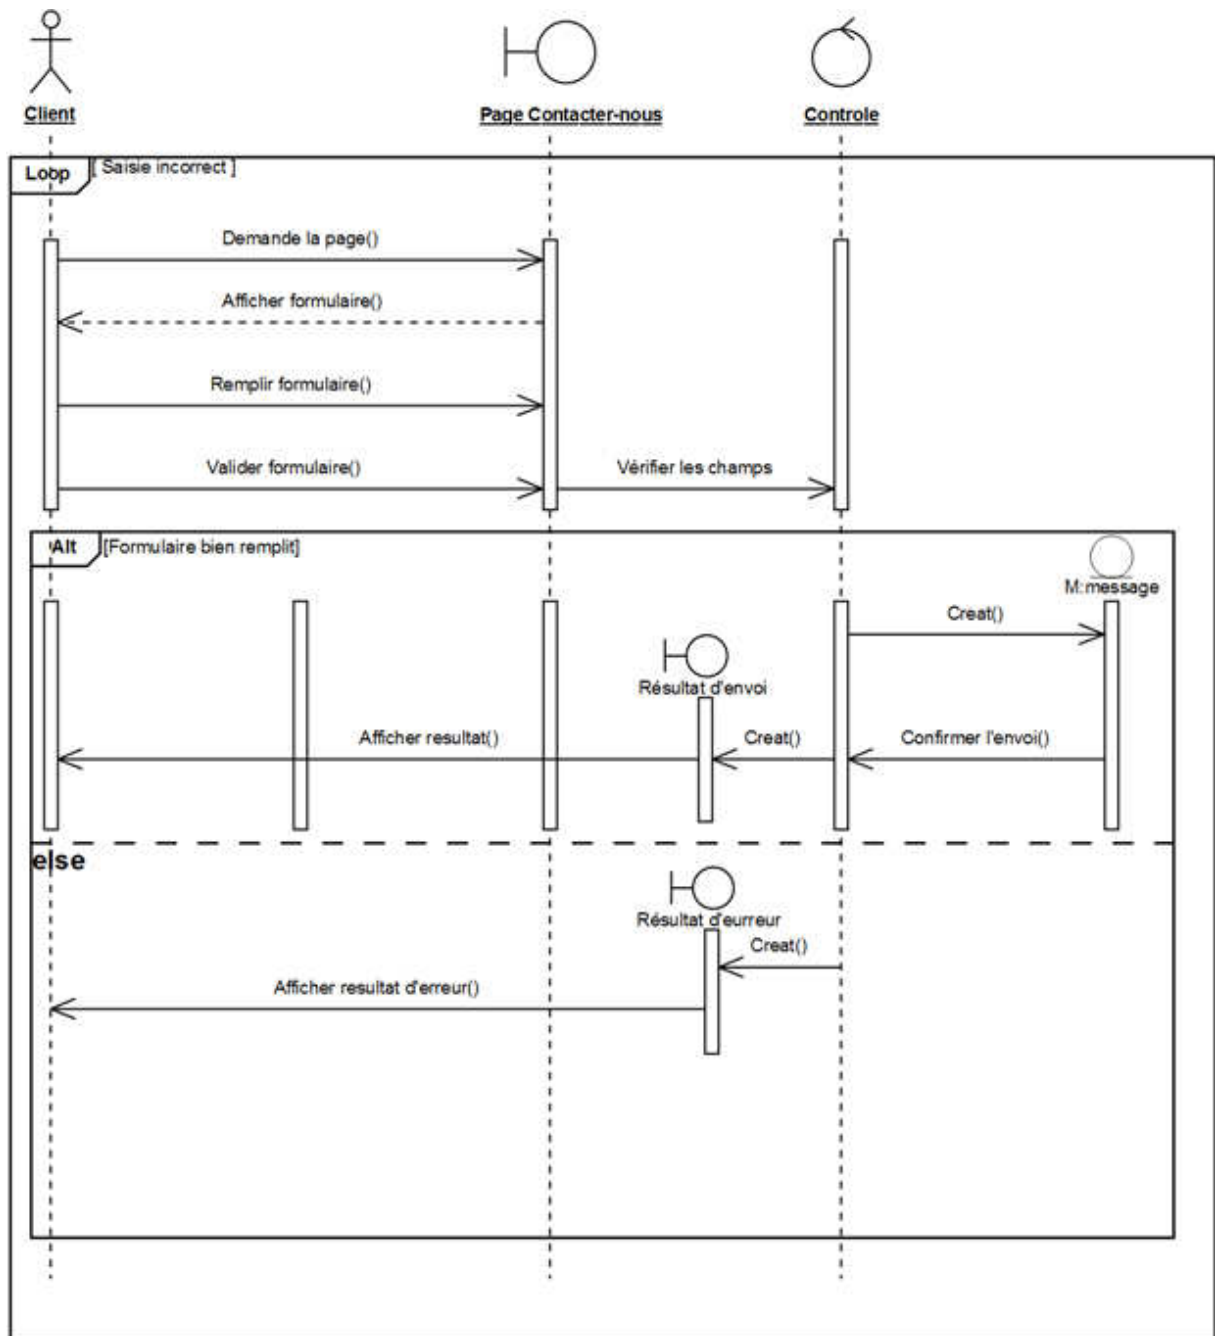 Client
Page Contacter-nous
Controle
Loop
[ Saisie incorrect ]
Demande la page()
Afficher formulaire()
Remplir formulaire()
Valider formulaire()
Vérifier les champs
Alt
[Formulaire bien remplit]
M:message
Creat()
Résultat d'envoi
Afficher resultat()
Creat()
Confirmer l'envoi()
else
Résultat d'eurreur
Creat()
Afficher resultat d'erreur()